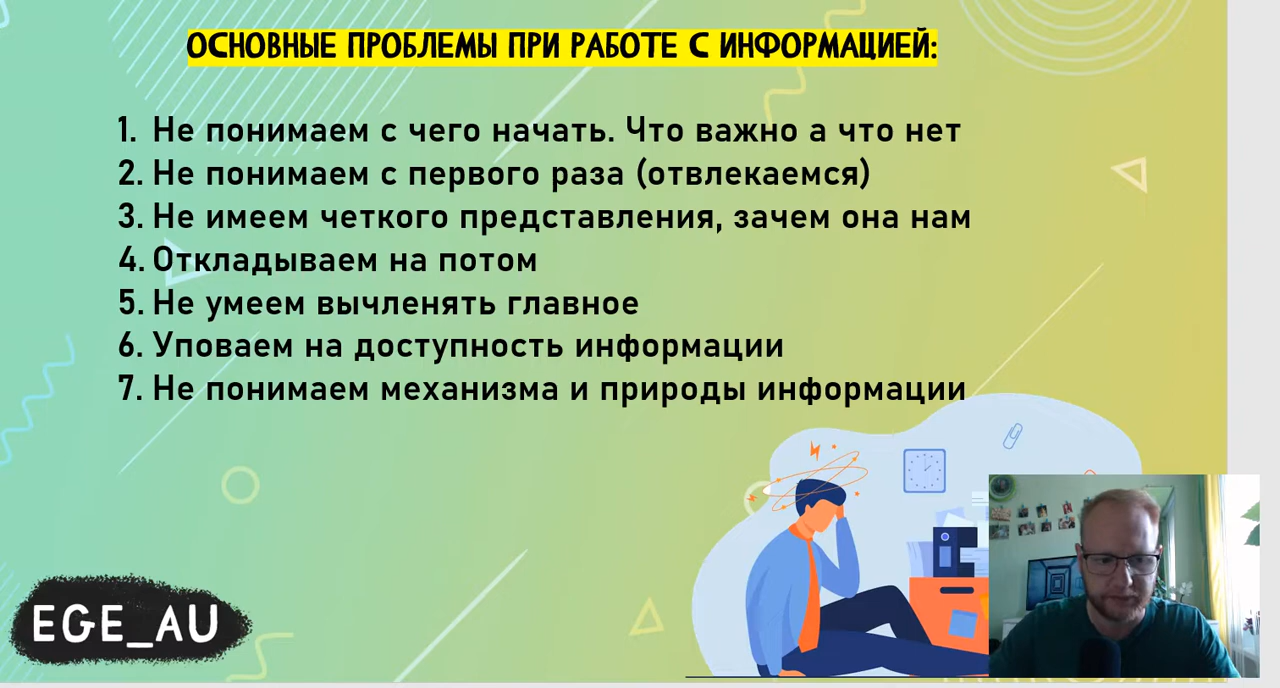 ОСНОВНЫЕ ПРОБЛЕМЫ ПРИ РАБОТЕ С ИНФОРМАЦИЕЙ:
1. Не понимаем с чего начать. Что важно а что нет
2. Не понимаем с первого раза (отвлекаемся)
3. Не имеем четкого представления, зачем она нам
4. Откладываем на потом
5. Не умеем вычленять главное
6. Уповаем на доступность информации
7. Не понимаем механизма и природы информации
EGE_AU